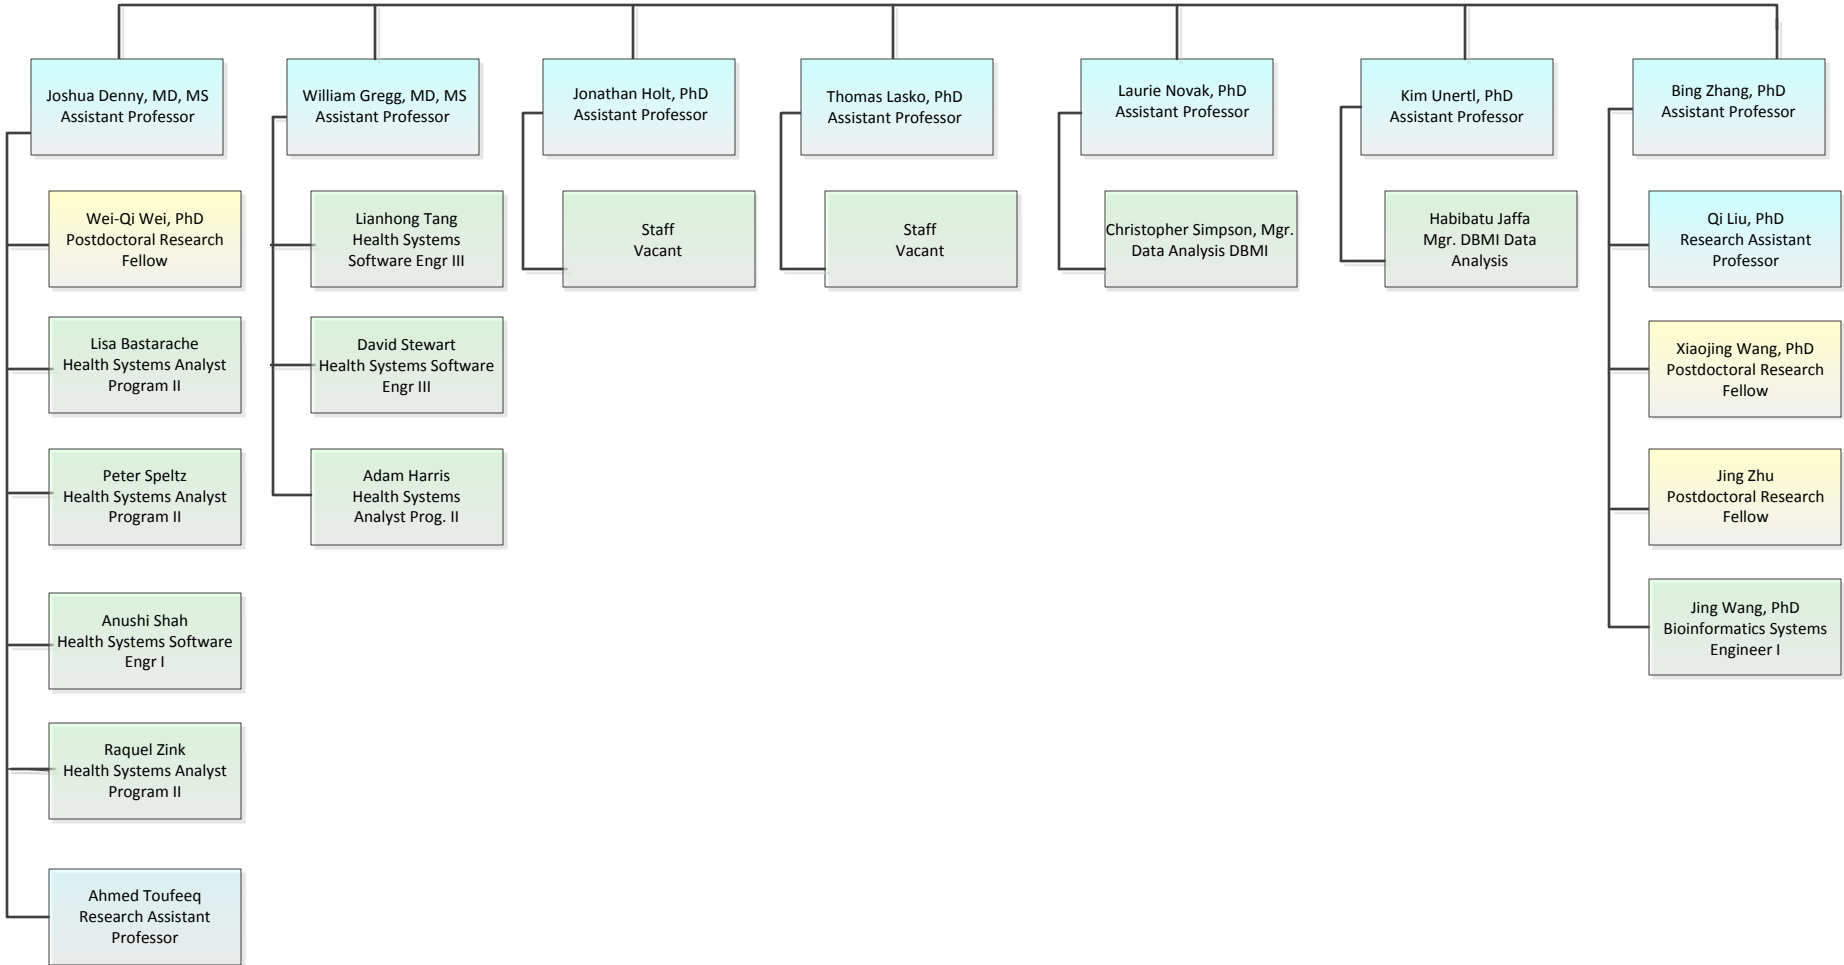 Joshua Denny, MD, MS
Assistant Professor
William Gregg, MD, MS
Assistant Professor
Jonathan Holt, PhD
Assistant Professor
Thomas Lasko, PhD
Assistant Professor
Laurie Novak, PhD
Assistant Professor
Kim Unertl, PhD
Assistant Professor
Bing Zhang, PhD
Assistant Professor
Wei-Qi Wei, PhD
Postdoctoral Research
Fellow
Lianhong Tang
Health Systems
Software Engr III
Staff
Vacant
Staff
Vacant
Christopher Simpson, Mgr.
Data Analysis DBMI
Habibatu Jaffa
Mgr. DBMI Data
Analysis
Qi Liu, PhD
Research Assistant
Professor
Lisa Bastarache
Health Systems Analyst
Program II
David Stewart
Health Systems Software
Engr III
Xiaojing Wang, PhD
Postdoctoral Research
Fellow
Peter Speltz
Health Systems Analyst
Program II
Adam Harris
Health Systems
Analyst Prog. II
Jing Zhu
Postdoctoral Research
Fellow
Anushi Shah
Health Systems Software
Engr I
Jing Wang, PhD
Bioinformatics Systems
Engineer I
Raquel Zink
Health Systems Analyst
Program II
Ahmed Toufeeq
Research Assistant
Professor